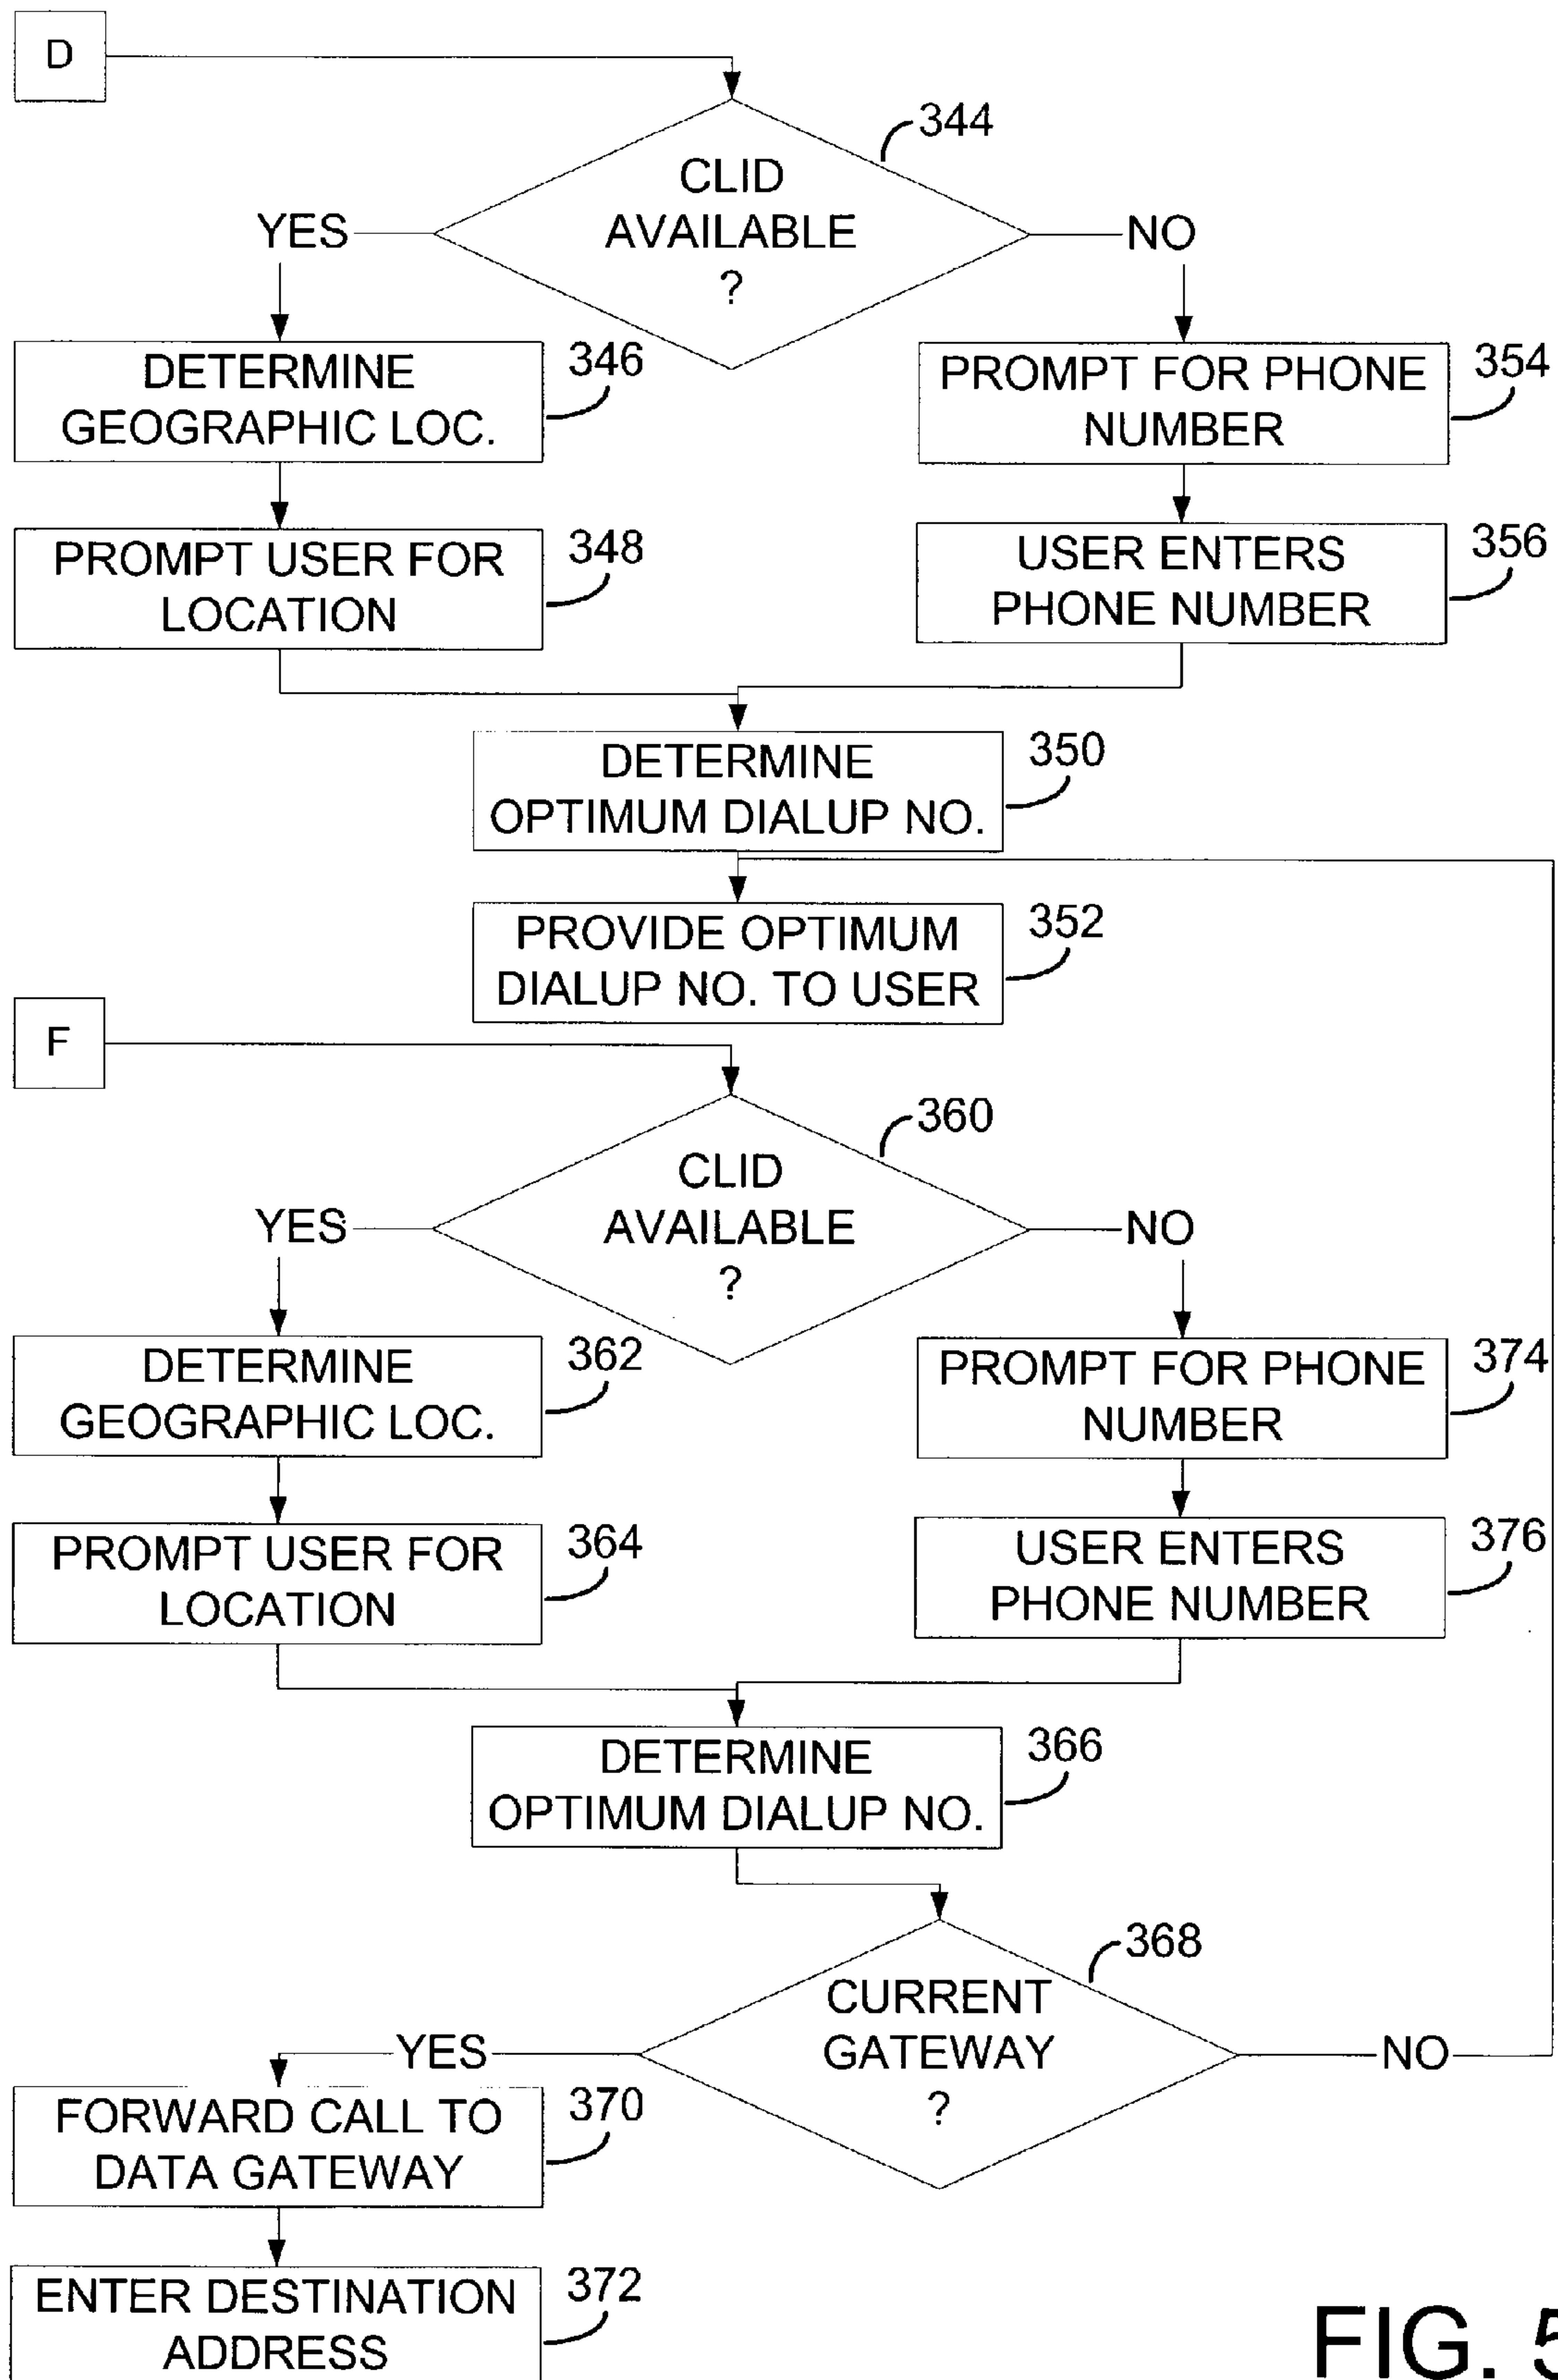 D
344
CLID
AVAILABLE
?
YES
NO
DETERMINE
GEOGRAPHIC LOC.
346
PROMPT FOR PHONE
NUMBER
354
PROMPT USER FOR
LOCATION
348
USER ENTERS
PHONE NUMBER
356
DETERMINE
OPTIMUM DIALUP NO.
350
PROVIDE OPTIMUM
DIALUP NO. TO USER
352
F
360
CLID
AVAILABLE
?
YES
NO
DETERMINE
GEOGRAPHIC LOC.
362
PROMPT FOR PHONE
NUMBER
374
PROMPT USER FOR
LOCATION
364
USER ENTERS
PHONE NUMBER
376
DETERMINE
OPTIMUM DIALUP NO.
366
368
CURRENT
GATEWAY
?
YES
NO
FORWARD CALL TO
DATA GATEWAY
370
ENTER DESTINATION
ADDRESS
372
FIG. 5